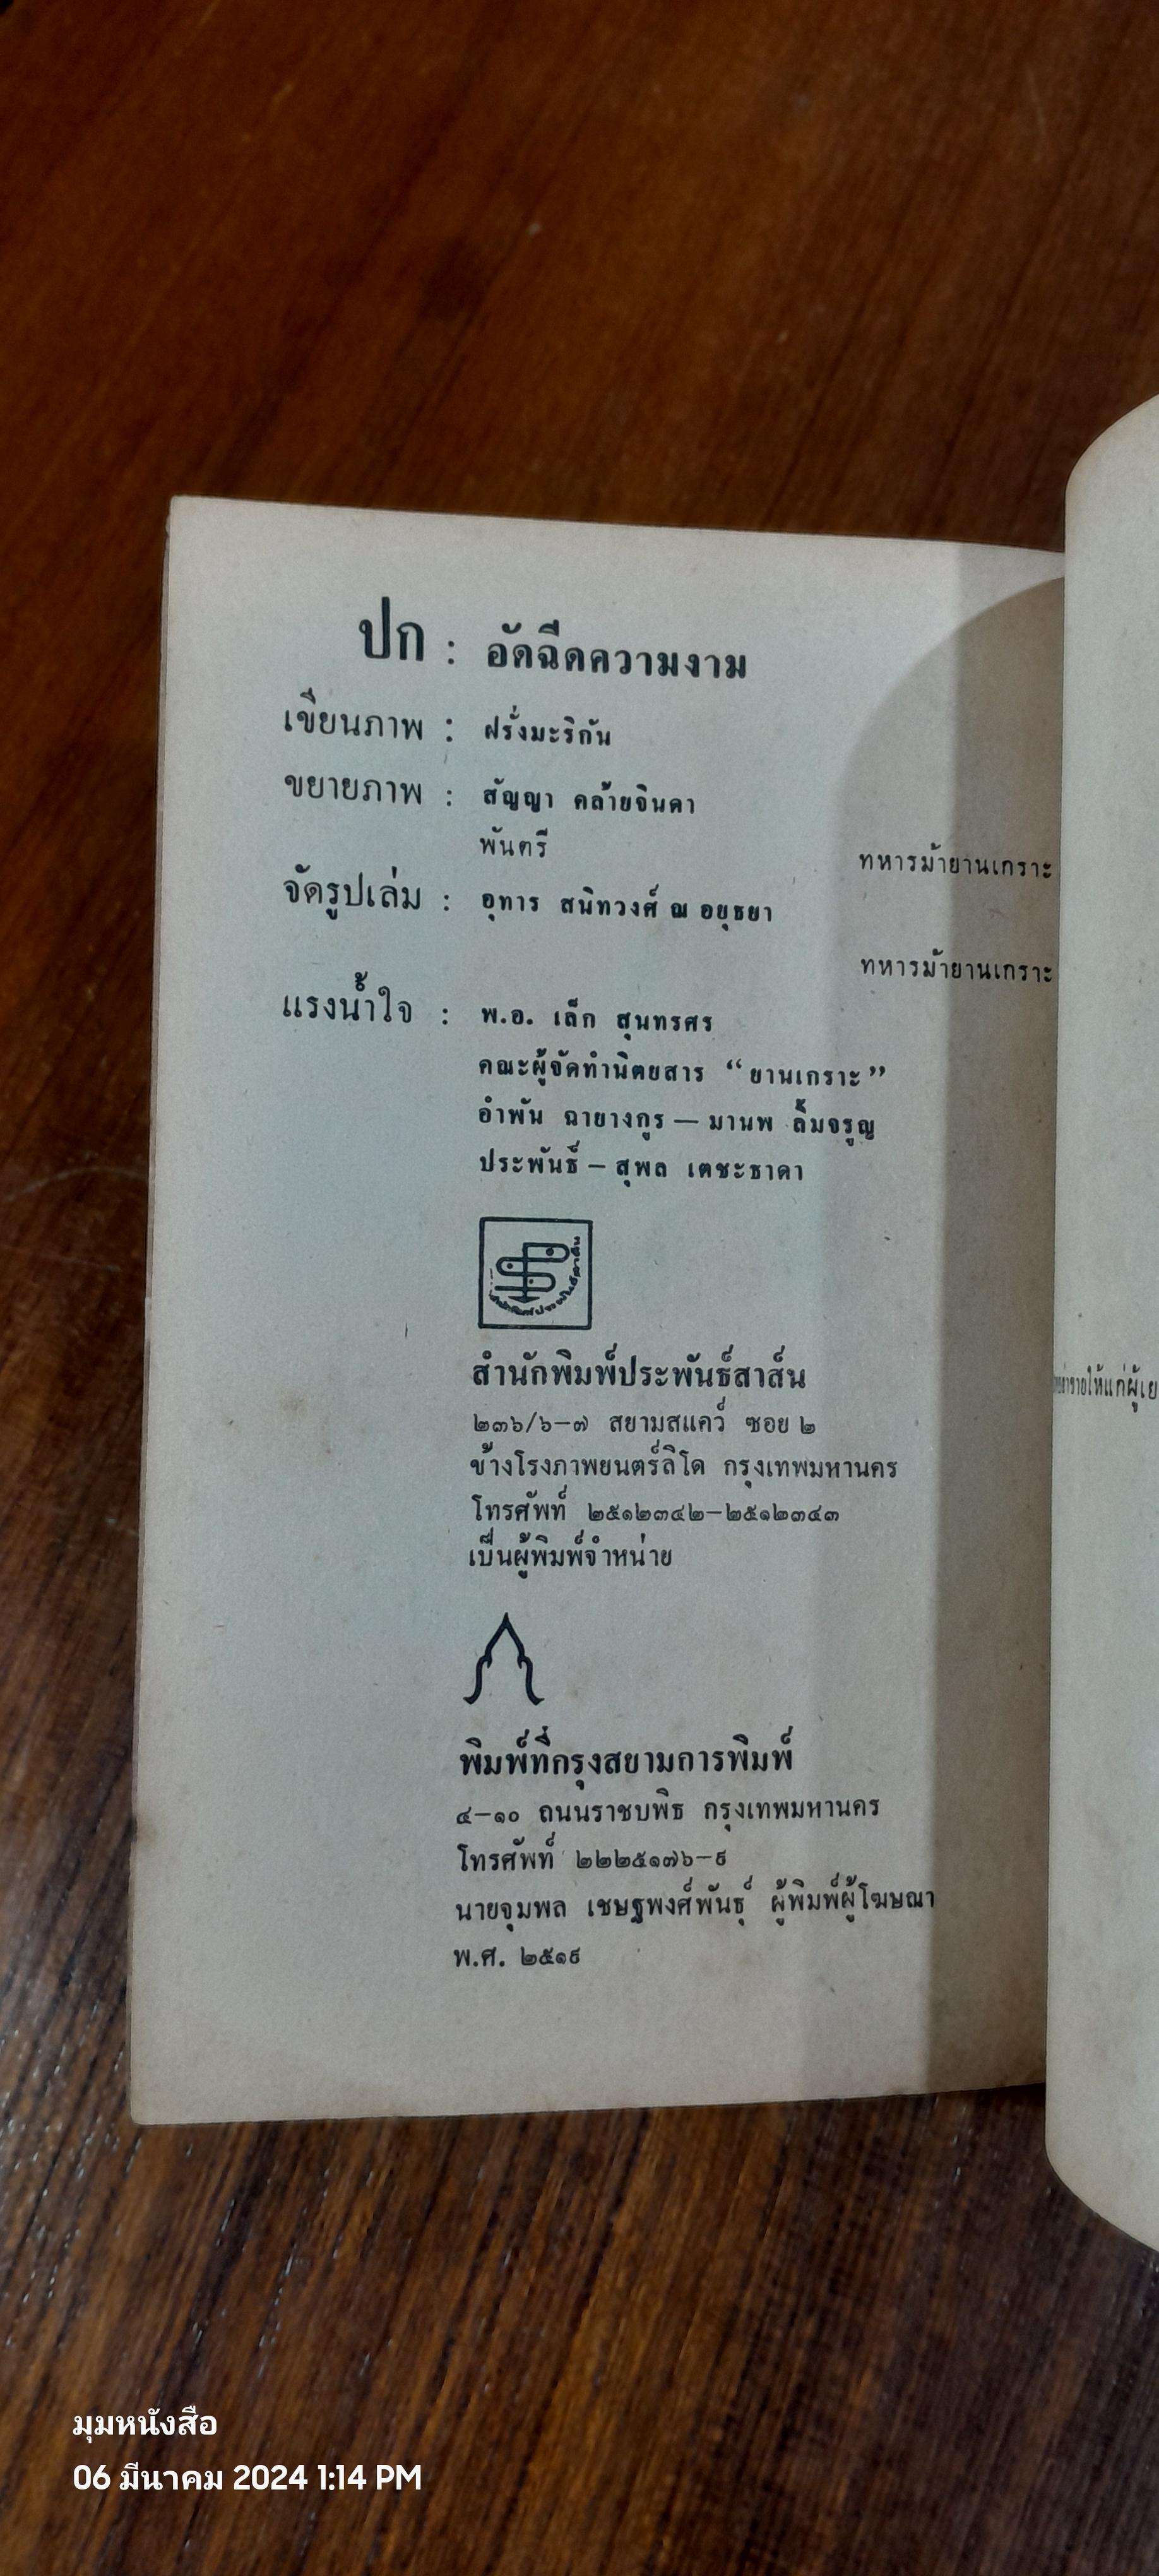 ปก : อัดฉีดความงาม
เขียนภาพ : ฝรั่งมะริกัน
ขยายภาพ : สัญญา คล้ายจินดา
พันตรี
ทหารม้ายานเกราะ
จัดรูปเล่ม : อุทาร สนิทวงศ์ ณ อยุธยา
ทหารม้ายานเกราะ
แรงน้ำใจ : พ.อ. เล็ก สุนทรศร
คณะผู้จัดทำนิตยสาร “ยานเกราะ”
อำพัน ฉายางกูร — มานพ ลิ้มจรูญ
ประพันธ์ — สุพล เตชะธาดา
สำนักพิมพ์ประพันธ์สาส์น
๒๓๖/๖-๗ สยามสแควร์ ซอย ๒
ข้างโรงภาพยนตร์ลิโด กรุงเทพมหานคร
ให้แก่ผู้เย
โทรศัพท์ ๒๕๑๒๓๔๒-๒๕๑๒๓๔๓
เป็นผู้พิมพ์จำหน่าย
พิมพ์ที่กรุงสยามการพิมพ์
๔-๑๐ ถนนราชบพิธ กรุงเทพมหานคร
โทรศัพท์ ๒๒๒๕๑๗๖-๙
นายจุมพล เชษฐพงศ์พันธุ์ ผู้พิมพ์ผู้โฆษณา
พ.ศ. ๒๕๑๙
มุมหนังสือ
06 มีนาคม 2024 1:14 PM